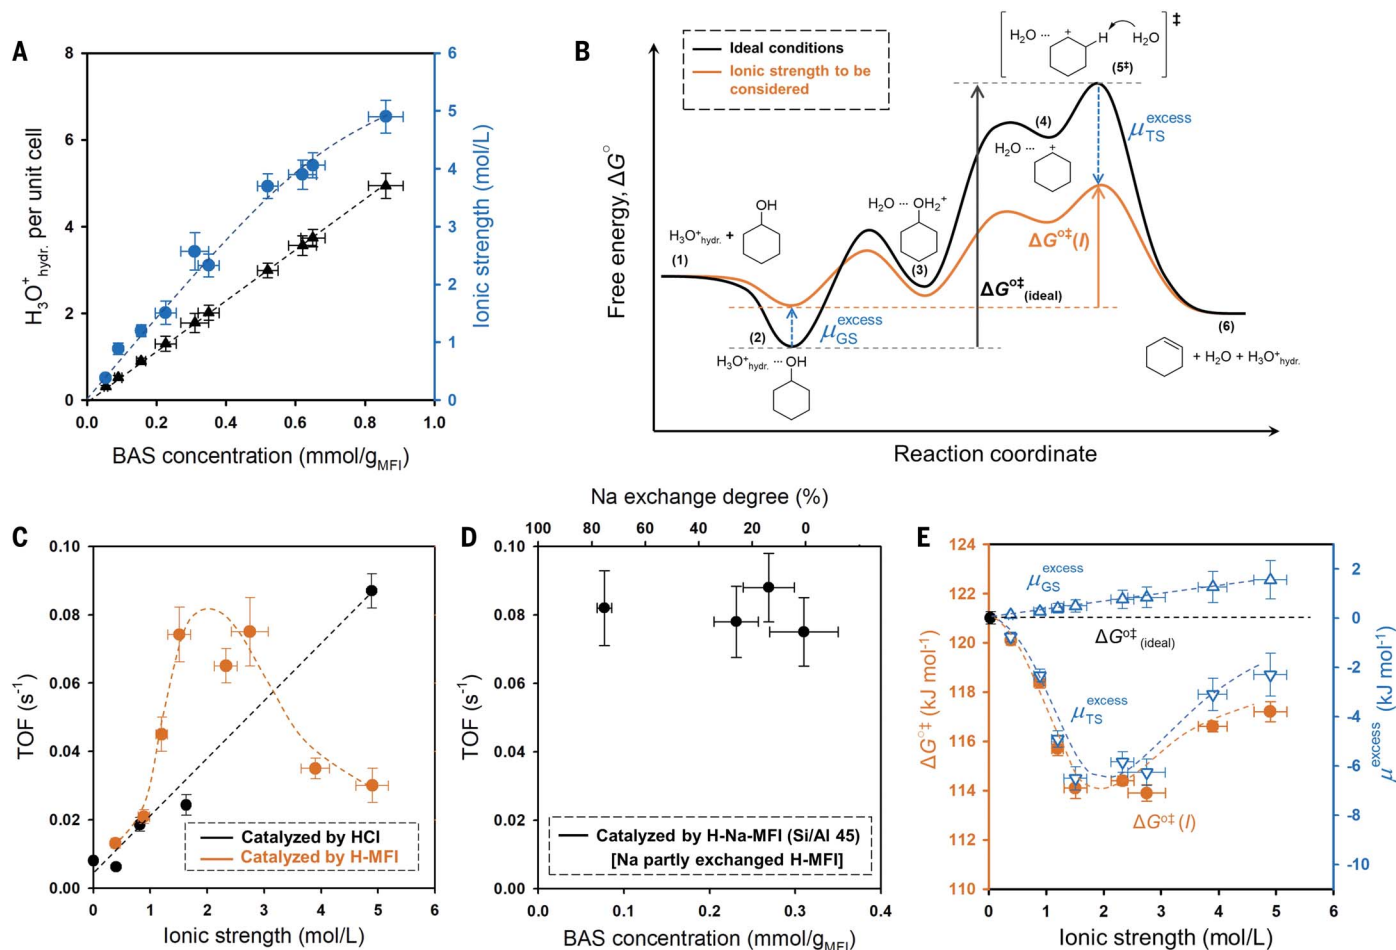 A
H₃O⁺hydr. per unit cell
8
6
4
2
0
Ionic strength (mol/L)
6
5
4
3
2
1
0
0.0 0.2 0.4 0.6 0.8 1.0
BAS concentration (mmol/gMFI)
B
Free energy, ΔG°
Ideal conditions
Ionic strength to be
considered
H₂O ··· + H H₂O ‡
(5‡)
(4)
H₂O ··· +
μTS excess
OH
H₃O⁺hydr. +
(1)
H₂O ··· OH₂⁺
(3)
ΔG°‡(I)
ΔG°‡(ideal)
(2)
μGS excess
H₃O⁺hydr. ··· OH
(6)
+ H₂O + H₃O⁺hydr.
Reaction coordinate
C
TOF (s⁻¹)
0.10
0.08
0.06
0.04
0.02
0.00
Catalyzed by HCl
Catalyzed by H-MFI
0 1 2 3 4 5 6
Ionic strength (mol/L)
D
Na exchange degree (%)
100 80 60 40 20 0
TOF (s⁻¹)
0.10
0.08
0.06
0.04
0.02
0.00
Catalyzed by H-Na-MFI (Si/Al 45)
[Na partly exchanged H-MFI]
0.0 0.1 0.2 0.3 0.4
BAS concentration (mmol/gMFI)
E
ΔG°‡ (kJ mol⁻¹)
124
122
120
118
116
114
112
110
μGS excess
ΔG°‡(ideal)
μTS excess
ΔG°‡(I)
2
0
-2
-4
-6
-8
-10
μexcess (kJ mol⁻¹)
0 1 2 3 4 5 6
Ionic strength (mol/L)